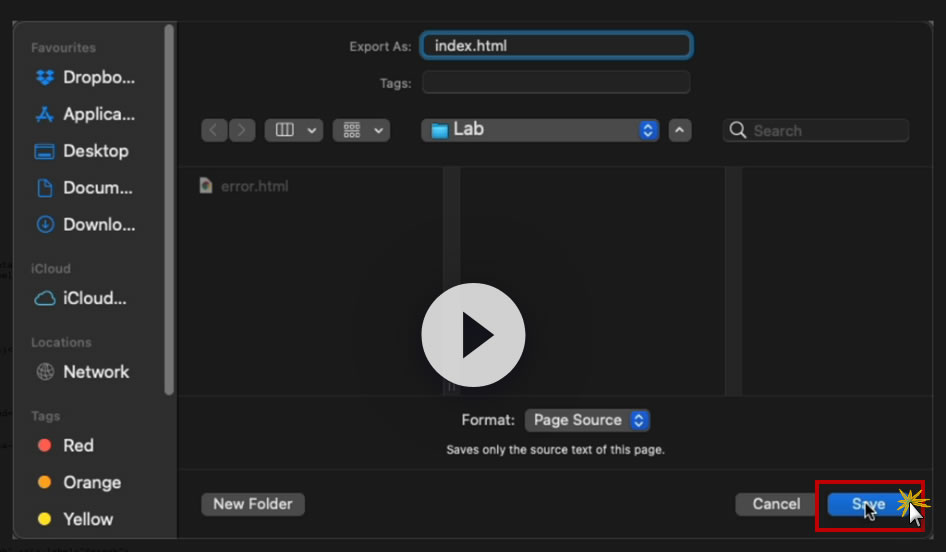 Favourites
Dropbo...
Applica...
Desktop
Docum...
Downlo...
iCloud
iCloud...
Locations
Network
Tags
Red
Orange
Yellow
Export As: index.html
Tags:
Lab
Search
error.html
Format: Page Source
Saves only the source text of this page.
New Folder
Cancel
Save